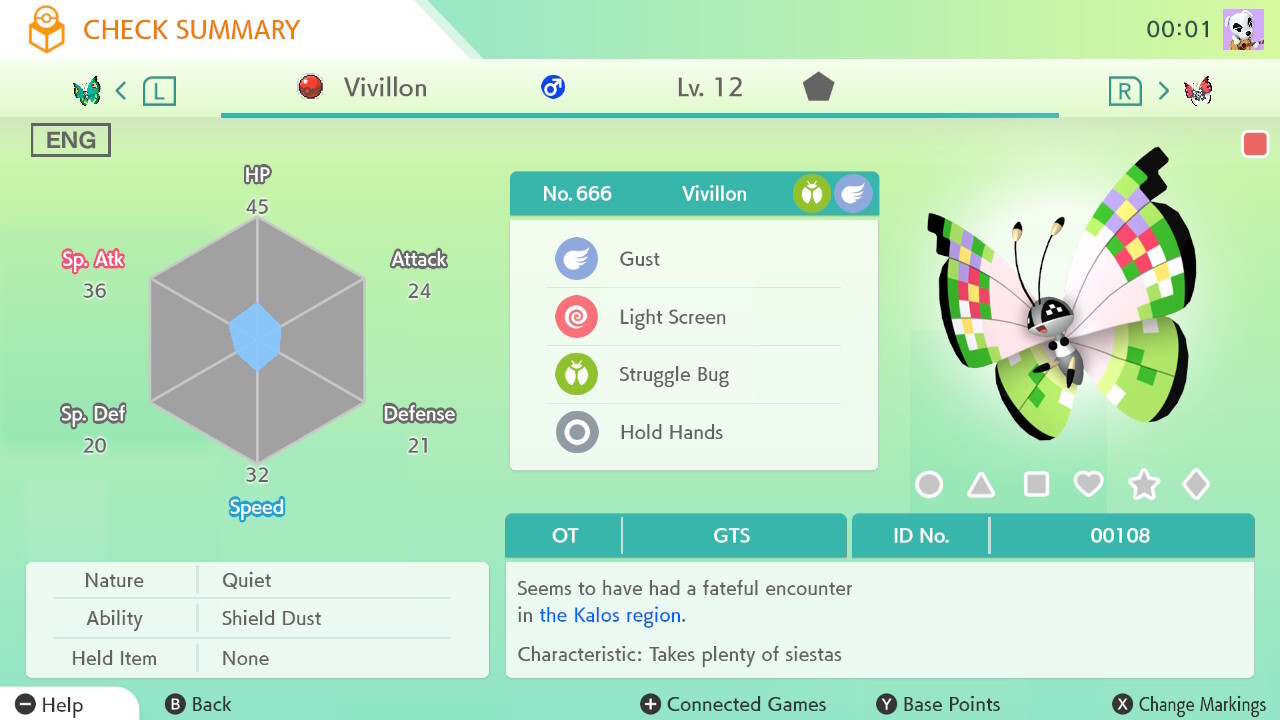 CHECK SUMMARY
00:01
L
Vivillon
Lv. 12
R
ENG
HP
45
Sp. Atk
36
Attack
24
Sp. Def
20
Defense
21
32
Speed
No. 666 Vivillon
Gust
Light Screen
Struggle Bug
Hold Hands
OT GTS
ID No. 00108
Nature Quiet
Ability Shield Dust
Held Item None
Seems to have had a fateful encounter
in the Kalos region.
Characteristic: Takes plenty of siestas
Help
B Back
Connected Games
Y Base Points
X Change Markings